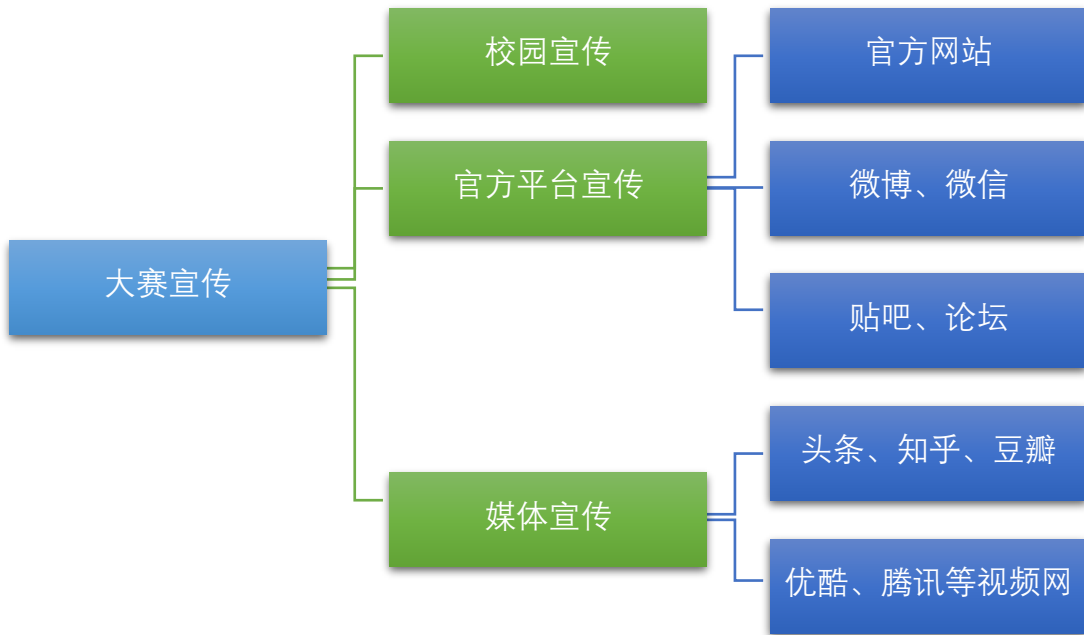 校园宣传
官方网站
官方平台宣传
微博、微信
大赛宣传
贴吧、论坛
头条、知乎、豆瓣
媒体宣传
优酷、腾讯等视频网